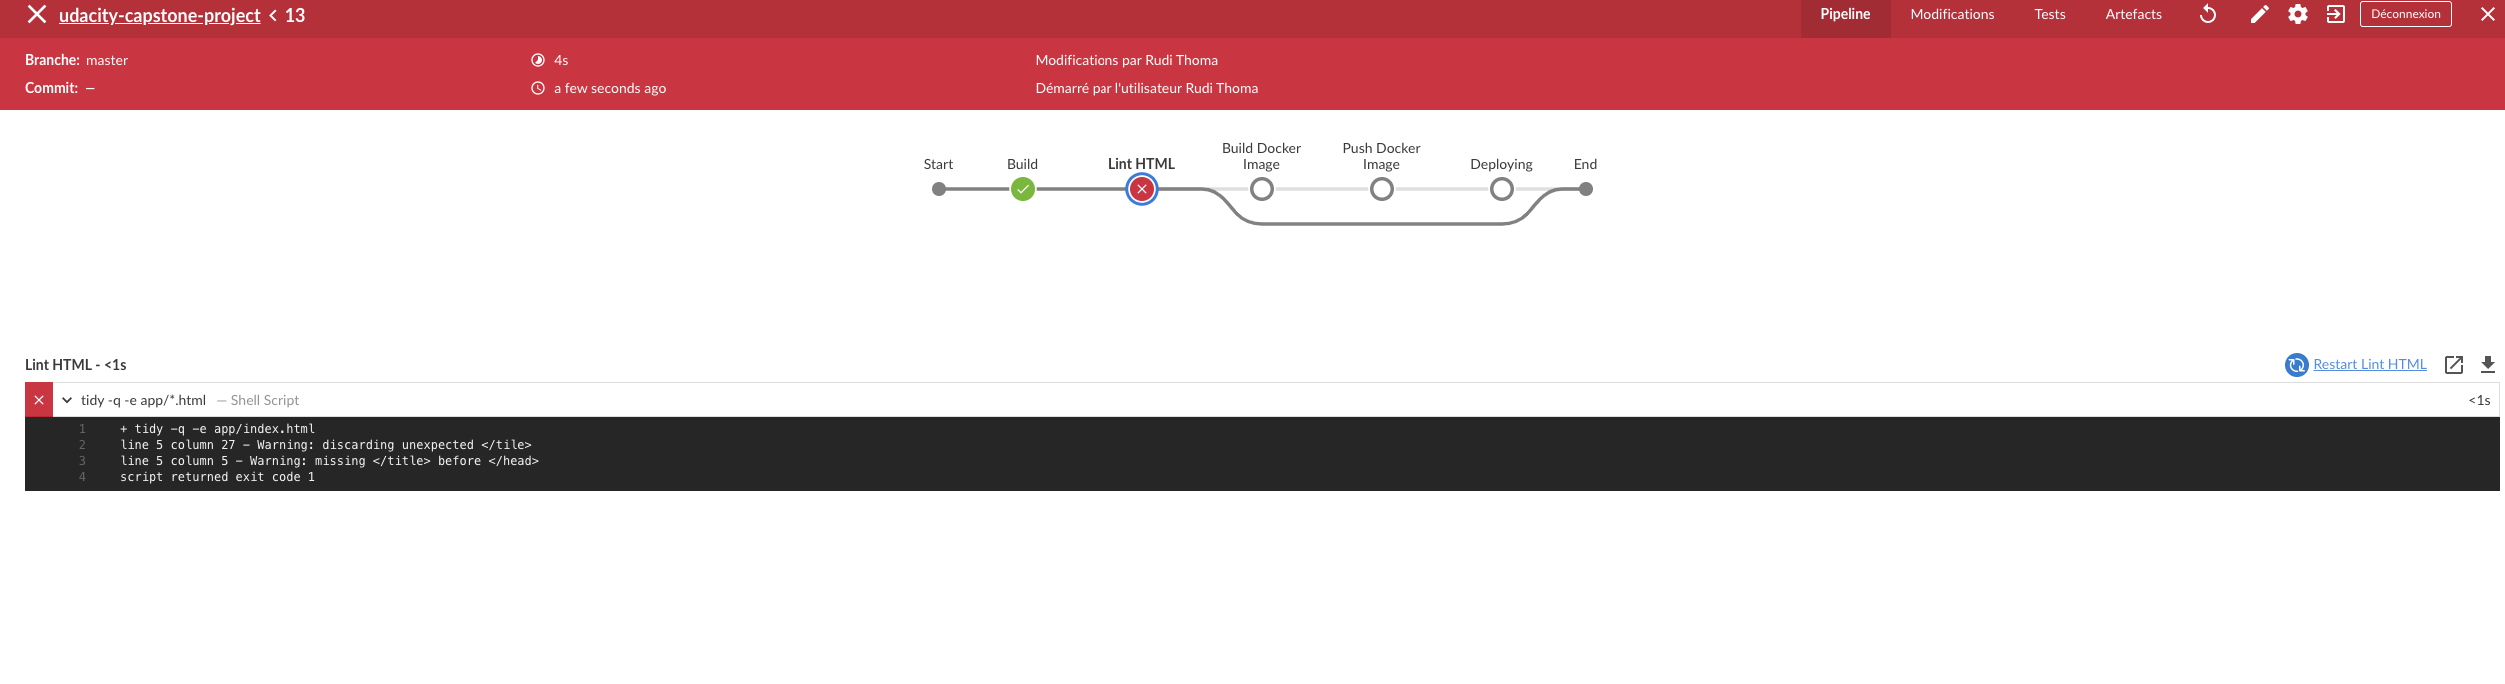 udacity-capstone-project < 13
Pipeline Modifications Tests Artefacts Déconnexion
Branche: master 4s Modifications par Rudi Thoma
Commit: — a few seconds ago Démarré par l'utilisateur Rudi Thoma
Start Build Lint HTML Build Docker Image Push Docker Image Deploying End
Lint HTML - <1s Restart Lint HTML
tidy -q -e app/*.html — Shell Script <1s
1 + tidy -q -e app/index.html
2 line 5 column 27 - Warning: discarding unexpected </tile>
3 line 5 column 5 - Warning: missing </title> before </head>
4 script returned exit code 1